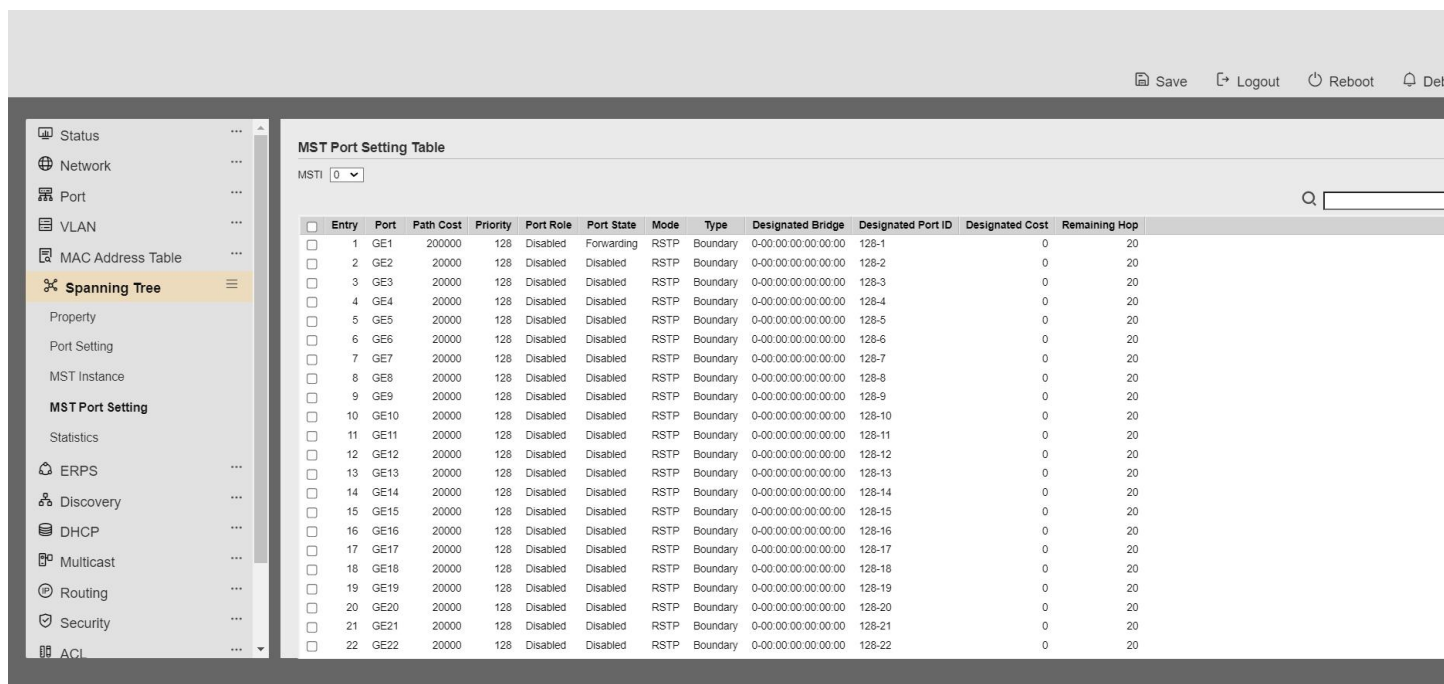 Save Logout Reboot Deb
Status ...
Network ...
Port ...
VLAN ...
MAC Address Table ...
Spanning Tree
Property
Port Setting
MST Instance
MST Port Setting
Statistics
ERPS ...
Discovery ...
DHCP ...
Multicast ...
Routing ...
Security ...
ACL ...
MST Port Setting Table
MSTI 0
Entry Port Path Cost Priority Port Role Port State Mode Type Designated Bridge Designated Port ID Designated Cost Remaining Hop
1 GE1 200000 128 Disabled Forwarding RSTP Boundary 0-00:00:00:00:00:00 128-1 0 20
2 GE2 20000 128 Disabled Disabled RSTP Boundary 0-00:00:00:00:00:00 128-2 0 20
3 GE3 20000 128 Disabled Disabled RSTP Boundary 0-00:00:00:00:00:00 128-3 0 20
4 GE4 20000 128 Disabled Disabled RSTP Boundary 0-00:00:00:00:00:00 128-4 0 20
5 GE5 20000 128 Disabled Disabled RSTP Boundary 0-00:00:00:00:00:00 128-5 0 20
6 GE6 20000 128 Disabled Disabled RSTP Boundary 0-00:00:00:00:00:00 128-6 0 20
7 GE7 20000 128 Disabled Disabled RSTP Boundary 0-00:00:00:00:00:00 128-7 0 20
8 GE8 20000 128 Disabled Disabled RSTP Boundary 0-00:00:00:00:00:00 128-8 0 20
9 GE9 20000 128 Disabled Disabled RSTP Boundary 0-00:00:00:00:00:00 128-9 0 20
10 GE10 20000 128 Disabled Disabled RSTP Boundary 0-00:00:00:00:00:00 128-10 0 20
11 GE11 20000 128 Disabled Disabled RSTP Boundary 0-00:00:00:00:00:00 128-11 0 20
12 GE12 20000 128 Disabled Disabled RSTP Boundary 0-00:00:00:00:00:00 128-12 0 20
13 GE13 20000 128 Disabled Disabled RSTP Boundary 0-00:00:00:00:00:00 128-13 0 20
14 GE14 20000 128 Disabled Disabled RSTP Boundary 0-00:00:00:00:00:00 128-14 0 20
15 GE15 20000 128 Disabled Disabled RSTP Boundary 0-00:00:00:00:00:00 128-15 0 20
16 GE16 20000 128 Disabled Disabled RSTP Boundary 0-00:00:00:00:00:00 128-16 0 20
17 GE17 20000 128 Disabled Disabled RSTP Boundary 0-00:00:00:00:00:00 128-17 0 20
18 GE18 20000 128 Disabled Disabled RSTP Boundary 0-00:00:00:00:00:00 128-18 0 20
19 GE19 20000 128 Disabled Disabled RSTP Boundary 0-00:00:00:00:00:00 128-19 0 20
20 GE20 20000 128 Disabled Disabled RSTP Boundary 0-00:00:00:00:00:00 128-20 0 20
21 GE21 20000 128 Disabled Disabled RSTP Boundary 0-00:00:00:00:00:00 128-21 0 20
22 GE22 20000 128 Disabled Disabled RSTP Boundary 0-00:00:00:00:00:00 128-22 0 20